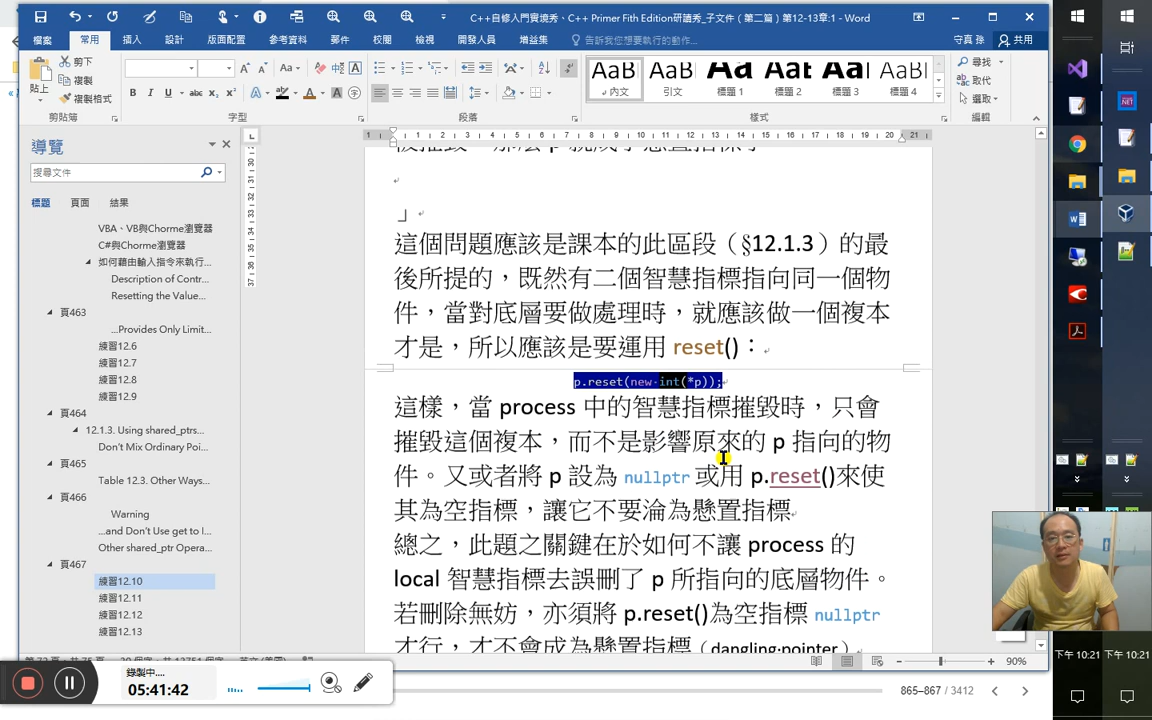 C++自修入門實境秀、C++ Primer Fith Edition研讀秀_子文件（第二篇）第12-13章:1 - Word
檔案 常用 插入 設計 版面配置 參考資料 郵件 校閱 檢視 開發人員 增益集 告訴我您想要執行的動作... 守真 孫 共用
貼上 剪下 複製 複製格式
剪貼簿 字型 段落 樣式 編輯
AaB AaB AaB AaB AaB AaBl
內文 引文 標題 1 標題 2 標題 3 標題 4
尋找 取代 選取
導覽
搜尋文件
標題 頁面 結果
VBA、VB與Chorme瀏覽器
C#與Chorme瀏覽器
如何藉由輸入指令來執行...
Description of Contr...
Resetting the Value...
頁463
...Provides Only Limit...
練習12.6
練習12.7
練習12.8
練習12.9
頁464
12.1.3. Using shared_ptrs...
Don't Mix Ordinary Poi...
頁465
Table 12.3. Other Ways...
頁466
Warning
...and Don't Use get to I...
Other shared_ptr Opera...
頁467
練習12.10
練習12.11
練習12.12
練習12.13
」
這個問題應該是課本的此區段（§12.1.3）的最
後所提的，既然有二個智慧指標指向同一個物
件，當對底層要做處理時，就應該做一個複本
才是，所以應該是要運用 reset()：
p.reset(new int(*p));
這樣，當 process 中的智慧指標摧毀時，只會
摧毀這個複本，而不是影響原來的 p 指向的物
件。又或者將 p 設為 nullptr 或用 p.reset()來使
其為空指標，讓它不要淪為懸置指標
總之，此題之關鍵在於如何不讓 process 的
local 智慧指標去誤刪了 p 所指向的底層物件。
若刪除無妨，亦須將 p.reset()為空指標 nullptr
才行，才不會成為懸置指標（dangling pointer）
90%
錄製中....
05:41:42
865–867 / 3412
下午 10:21 下午 10:21